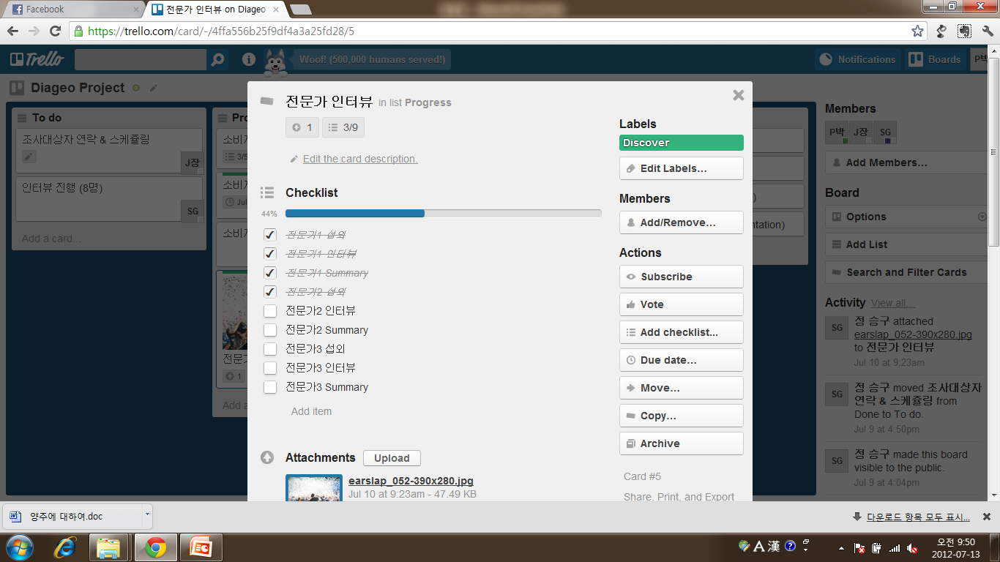 Facebook
전문가 인터뷰 on Diageo
https://trello.com/card/-/4ffa556b25f9df4a3a25fd28/5
Trello
Woof! (500,000 humans served!)
Notifications
Boards
P박
Diageo Project
To do
조사대상자 연락 & 스케쥴링
J장
인터뷰 진행 (8명)
SG
Add a card...
전문가 인터뷰 in list Progress
1
3/9
Edit the card description.
Checklist
44%
전문가1 섭외
전문가1 인터뷰
전문가1 Summary
전문가2 섭외
전문가2 인터뷰
전문가2 Summary
전문가3 섭외
전문가3 인터뷰
전문가3 Summary
Add item
Attachments
Upload
earslap_052-390x280.jpg
Jul 10 at 9:23am - 47.49 KB
Labels
Discover
Edit Labels...
Members
Add/Remove...
Actions
Subscribe
Vote
Add checklist...
Due date...
Move...
Copy...
Archive
Card #5
Share, Print, and Export
Members
P박 J장 SG
Add Members...
Board
Options
Add List
Search and Filter Cards
Activity View all...
SG
정 승구 attached
earslap_052-390x280.jpg
to 전문가 인터뷰
Jul 10 at 9:23am
SG
정 승구 moved 조사대상자
연락 & 스케쥴링 from
Done to To do.
Jul 9 at 4:50pm
SG
정 승구 made this board
visible to the public.
Jul 9 at 4:04pm
양주에 대하여.doc
다운로드 항목 모두 표시...
A 漢
오전 9:50
2012-07-13